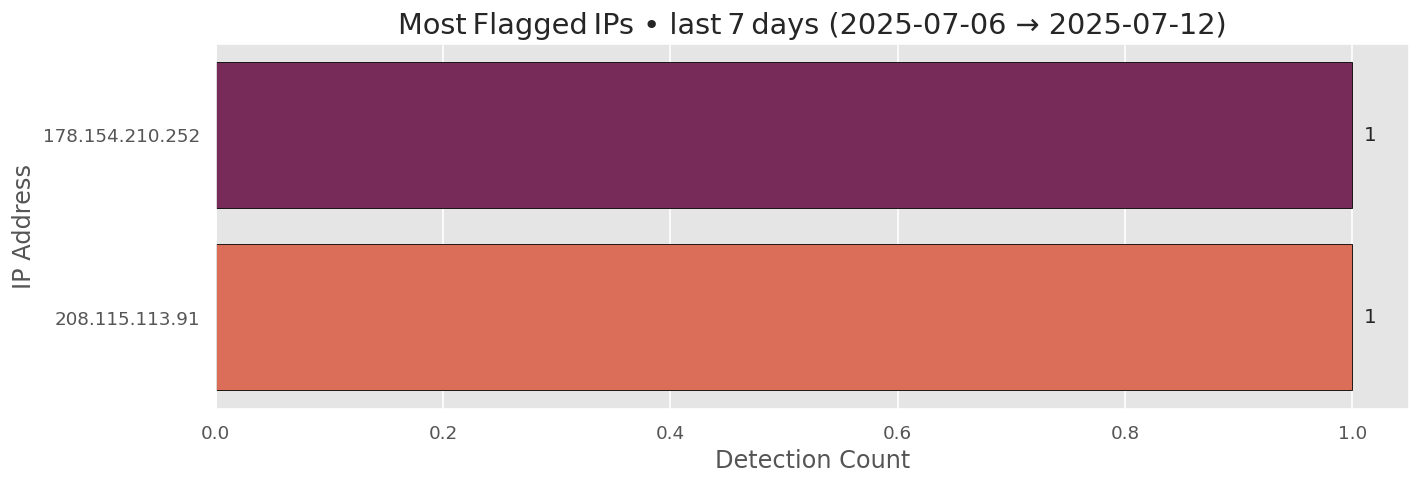 Most Flagged IPs • last 7 days (2025-07-06 → 2025-07-12)
IP Address
178.154.210.252
1
208.115.113.91
1
0.0 0.2 0.4 0.6 0.8 1.0
Detection Count